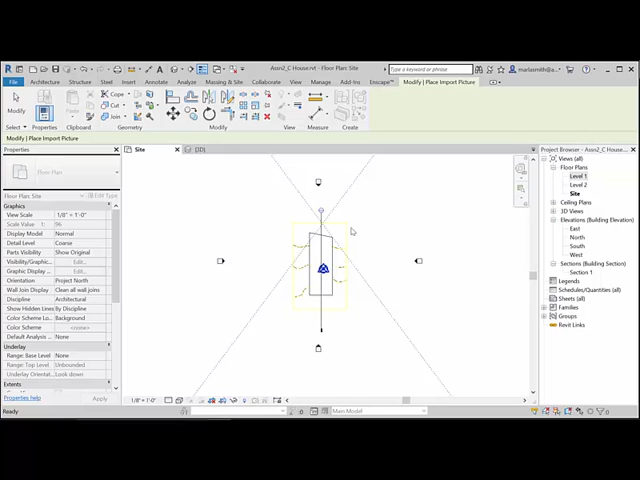 Assn2_C House.rvt - Floor Plan: Site
Type a keyword or phrase
mariasmith@a...
File Architecture Structure Steel Insert Annotate Analyze Massing & Site Collaborate View Manage Add-Ins Enscape™ Modify | Place Import Picture
Modify
Cope
Cut
Join
Select Properties Clipboard Geometry Modify View Measure Create
Modify | Place Import Picture
Properties
Site
{3D}
Project Browser - Assn2_C House.rvt
Floor Plan
Floor Plan: Site
Edit Type
Graphics
View Scale 1/8" = 1'-0"
Scale Value 1: 96
Display Model Normal
Detail Level Coarse
Parts Visibility Show Original
Visibility/Graphic... Edit...
Graphic Display ... Edit...
Orientation Project North
Wall Join Display Clean all wall joins
Discipline Architectural
Show Hidden Lines By Discipline
Color Scheme Lo... Background
Color Scheme <none>
Default Analysis ... None
Underlay
Range: Base Level None
Range: Top Level Unbounded
Underlay Orienta... Look down
Extents
Properties help
Apply
Views (all)
Floor Plans
Level 1
Level 2
Site
Ceiling Plans
3D Views
Elevations (Building Elevation)
East
North
South
West
Sections (Building Section)
Section 1
Legends
Schedules/Quantities (all)
Sheets (all)
Families
Groups
Revit Links
1/8" = 1'-0"
Ready
:0
Main Model
:0